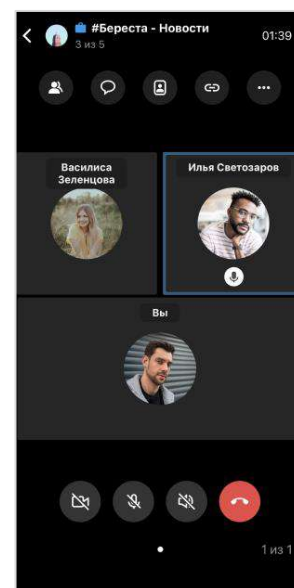 #Береста - Новости
3 из 5
01:39
Василиса
Зеленцова
Илья Светозаров
Вы
1 из 1